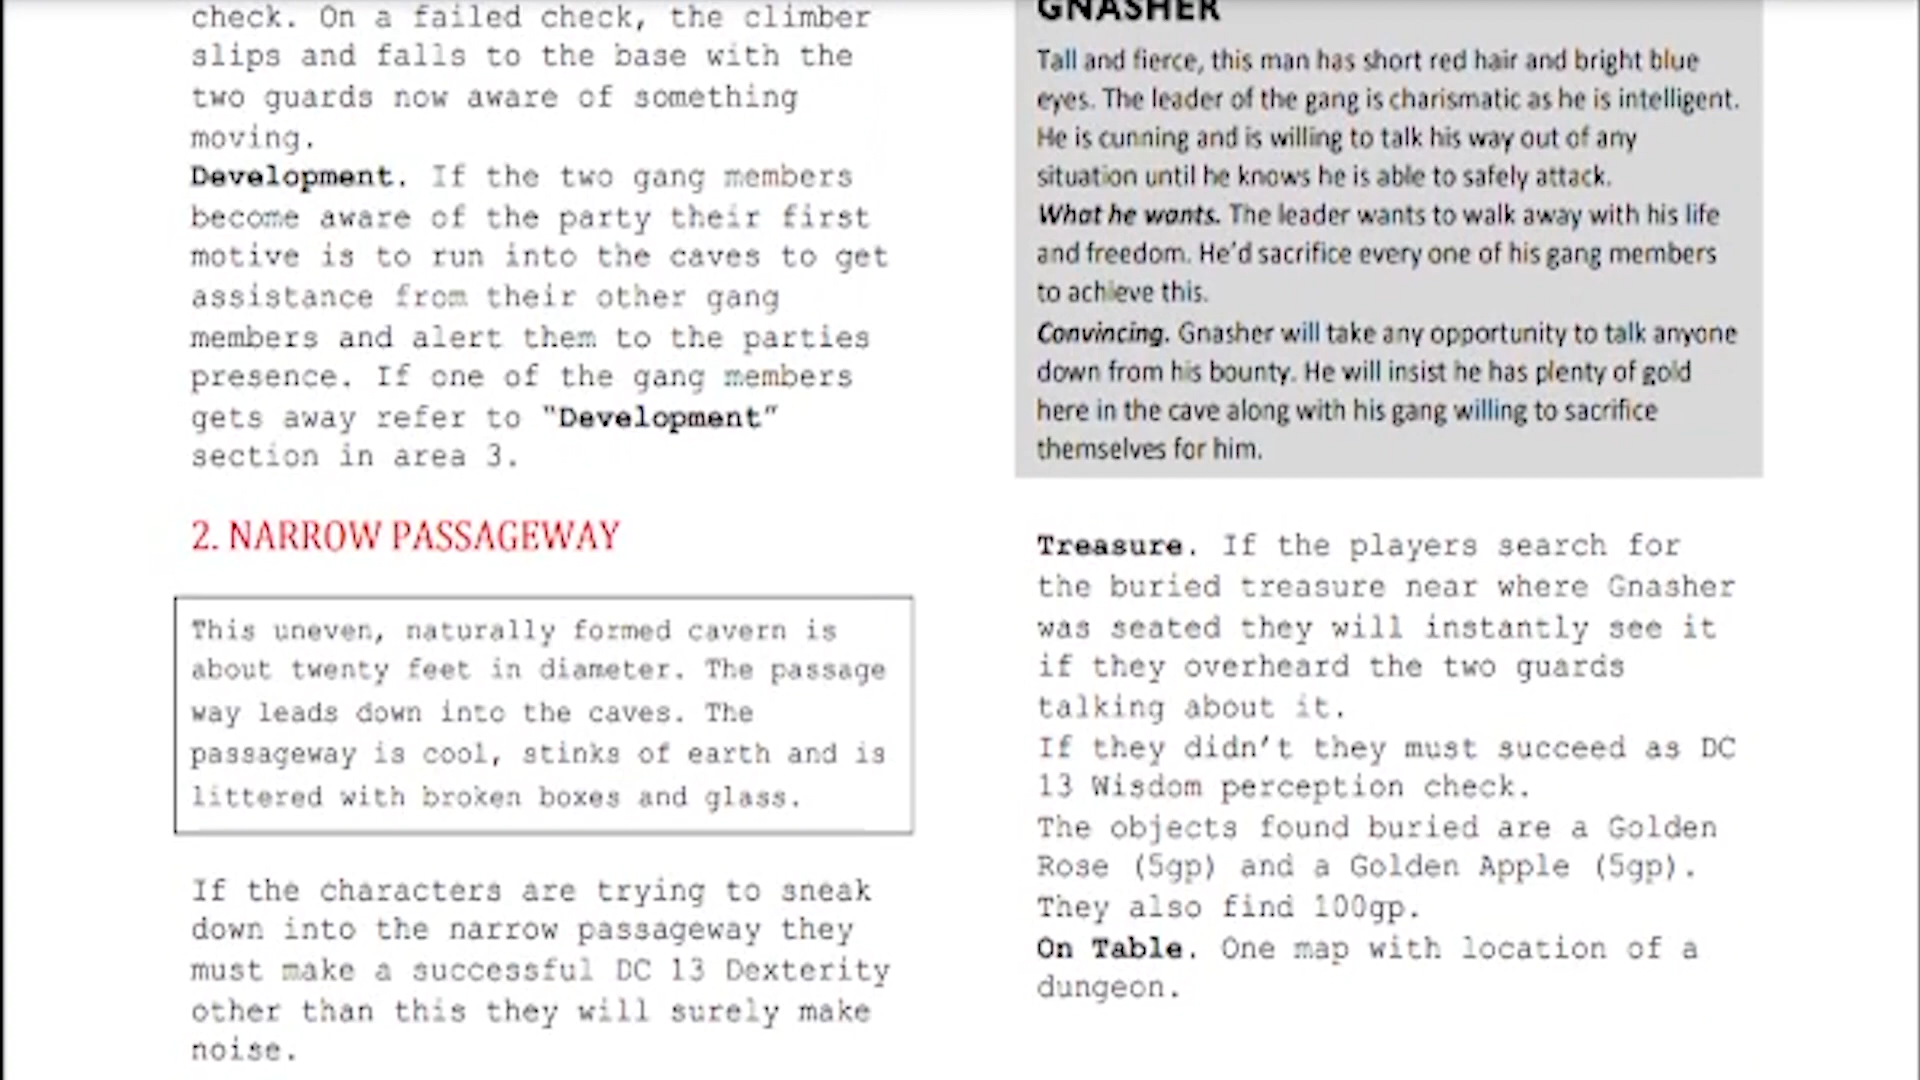 check. On a failed check, the climber
slips and falls to the base with the
two guards now aware of something
moving.
Development. If the two gang members
become aware of the party their first
motive is to run into the caves to get
assistance from their other gang
members and alert them to the parties
presence. If one of the gang members
gets away refer to "Development"
section in area 3.
2. NARROW PASSAGEWAY
This uneven, naturally formed cavern is
about twenty feet in diameter. The passage
way leads down into the caves. The
passageway is cool, stinks of earth and is
littered with broken boxes and glass.
If the characters are trying to sneak
down into the narrow passageway they
must make a successful DC 13 Dexterity
other than this they will surely make
noise.
GNASHER
Tall and fierce, this man has short red hair and bright blue
eyes. The leader of the gang is charismatic as he is intelligent.
He is cunning and is willing to talk his way out of any
situation until he knows he is able to safely attack.
What he wants. The leader wants to walk away with his life
and freedom. He'd sacrifice every one of his gang members
to achieve this.
Convincing. Gnasher will take any opportunity to talk anyone
down from his bounty. He will insist he has plenty of gold
here in the cave along with his gang willing to sacrifice
themselves for him.
Treasure. If the players search for
the buried treasure near where Gnasher
was seated they will instantly see it
if they overheard the two guards
talking about it.
If they didn't they must succeed as DC
13 Wisdom perception check.
The objects found buried are a Golden
Rose (5gp) and a Golden Apple (5gp).
They also find 100gp.
On Table. One map with location of a
dungeon.